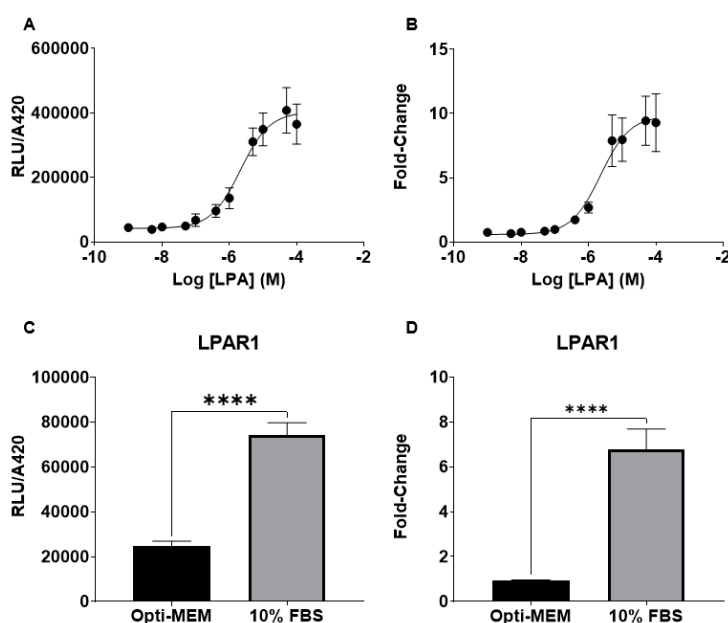 A
B
600000
400000
200000
0
RLU/A420
-10
-8
-6
-4
-2
Log [LPA] (M)
15
10
5
0
Fold-Change
-10
-8
-6
-4
-2
Log [LPA] (M)
C
LPAR1
100000
80000
60000
40000
20000
0
RLU/A420
****
Opti-MEM
10% FBS
D
LPAR1
10
8
6
4
2
0
Fold-Change
****
Opti-MEM
10% FBS